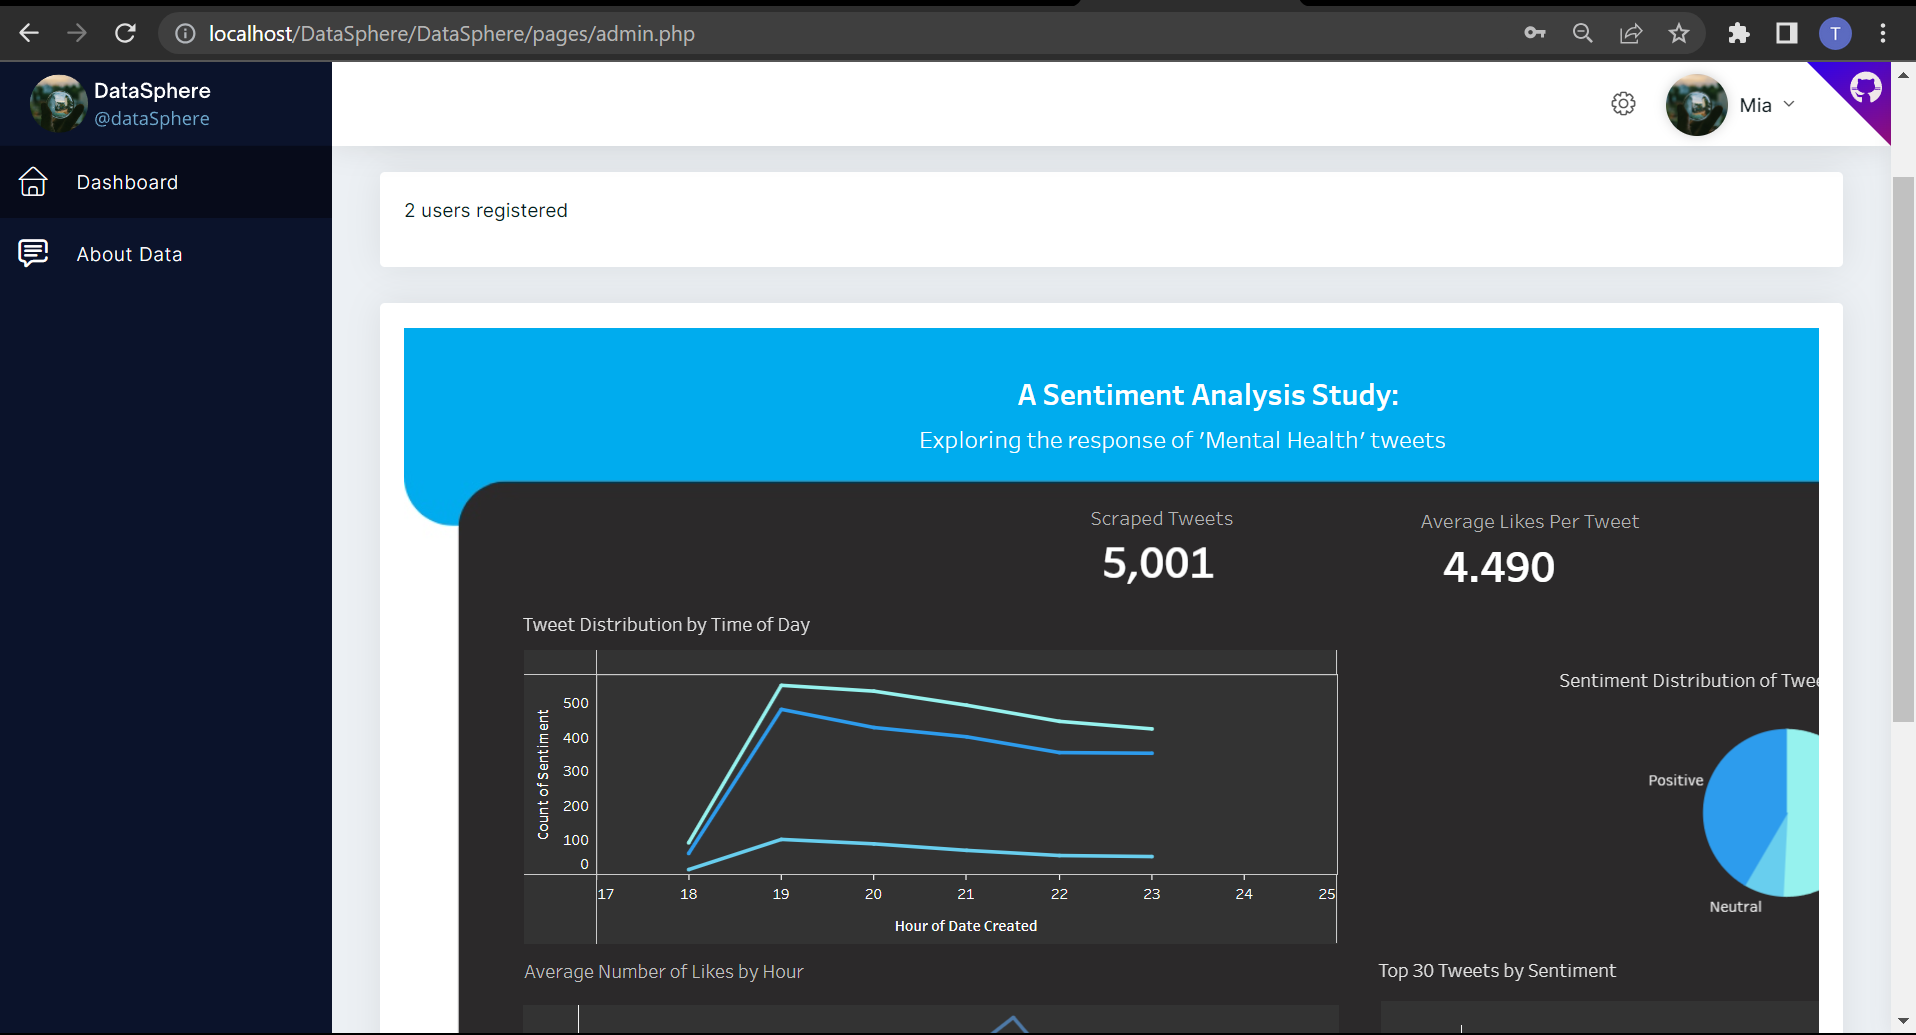 localhost/DataSphere/DataSphere/pages/admin.php
T
DataSphere
@dataSphere
Mia
Dashboard
About Data
2 users registered
A Sentiment Analysis Study:
Exploring the response of 'Mental Health' tweets
Scraped Tweets
5,001
Average Likes Per Tweet
4.490
Tweet Distribution by Time of Day
Count of Sentiment
500
400
300
200
100
0
17 18 19 20 21 22 23 24 25
Hour of Date Created
Sentiment Distribution of
Positive
Neutral
Average Number of Likes by Hour
Top 30 Tweets by Sentiment